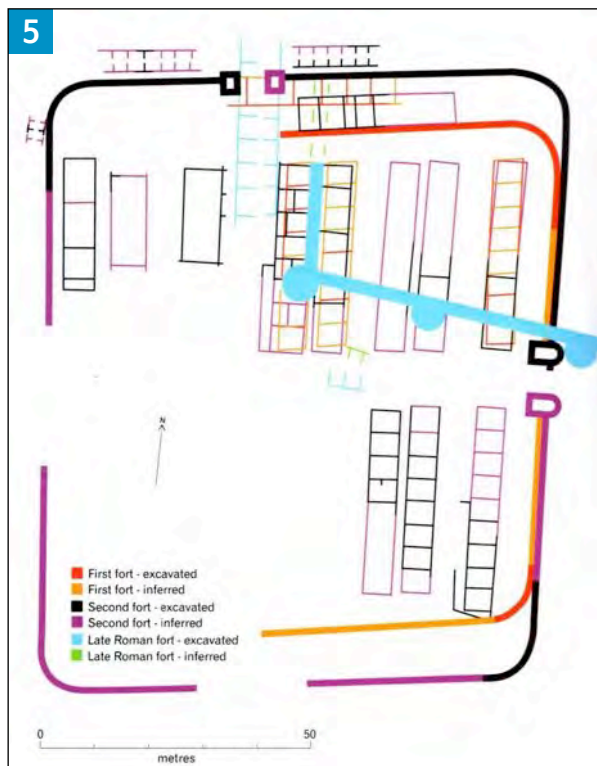 5
N
First fort - excavated
First fort - inferred
Second fort - excavated
Second fort - inferred
Late Roman fort - excavated
Late Roman fort - inferred
0 50
metres